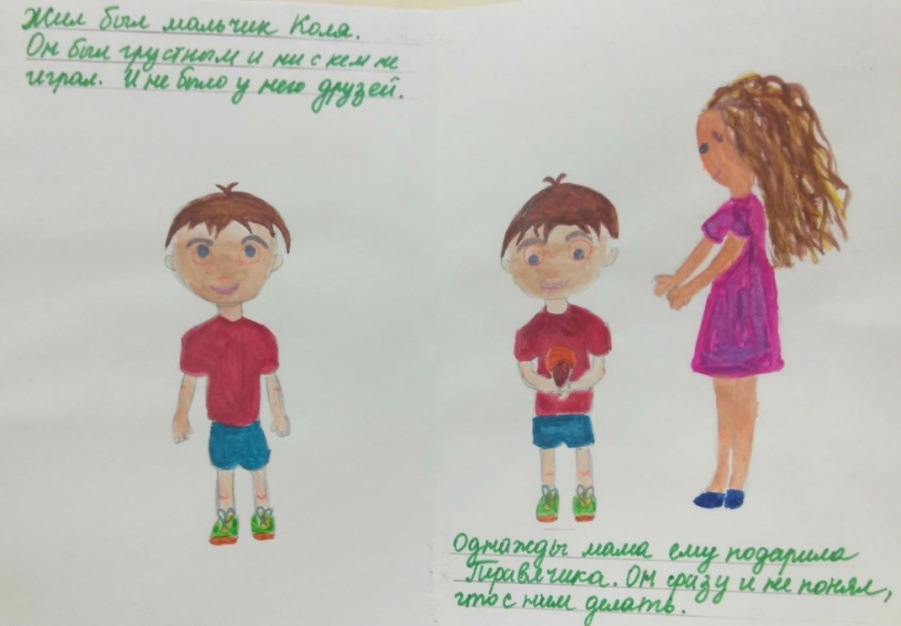 Жил был мальчик Коля.
Он был грустным и ни с кем не
играл. И не было у него друзей.
Однажды мама ему подарила
Травячика. Он сразу и не понял,
что с ним делать.